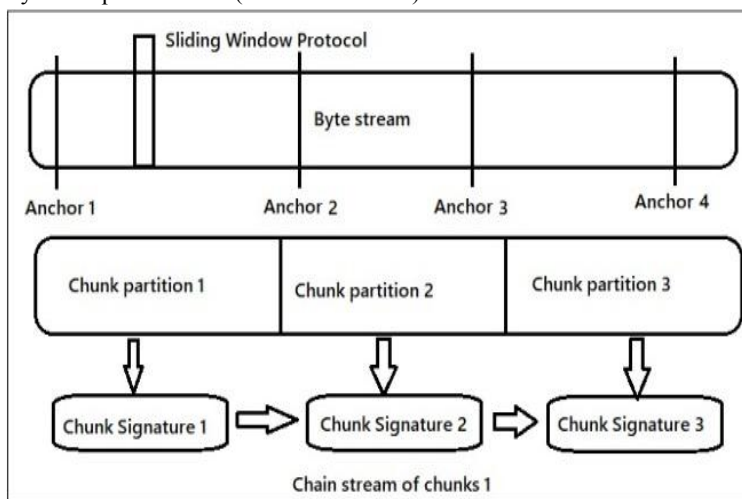 Sliding Window Protocol
Byte stream
Anchor 1
Anchor 2
Anchor 3
Anchor 4
Chunk partition 1
Chunk partition 2
Chunk partition 3
Chunk Signature 1
Chunk Signature 2
Chunk Signature 3
Chain stream of chunks 1